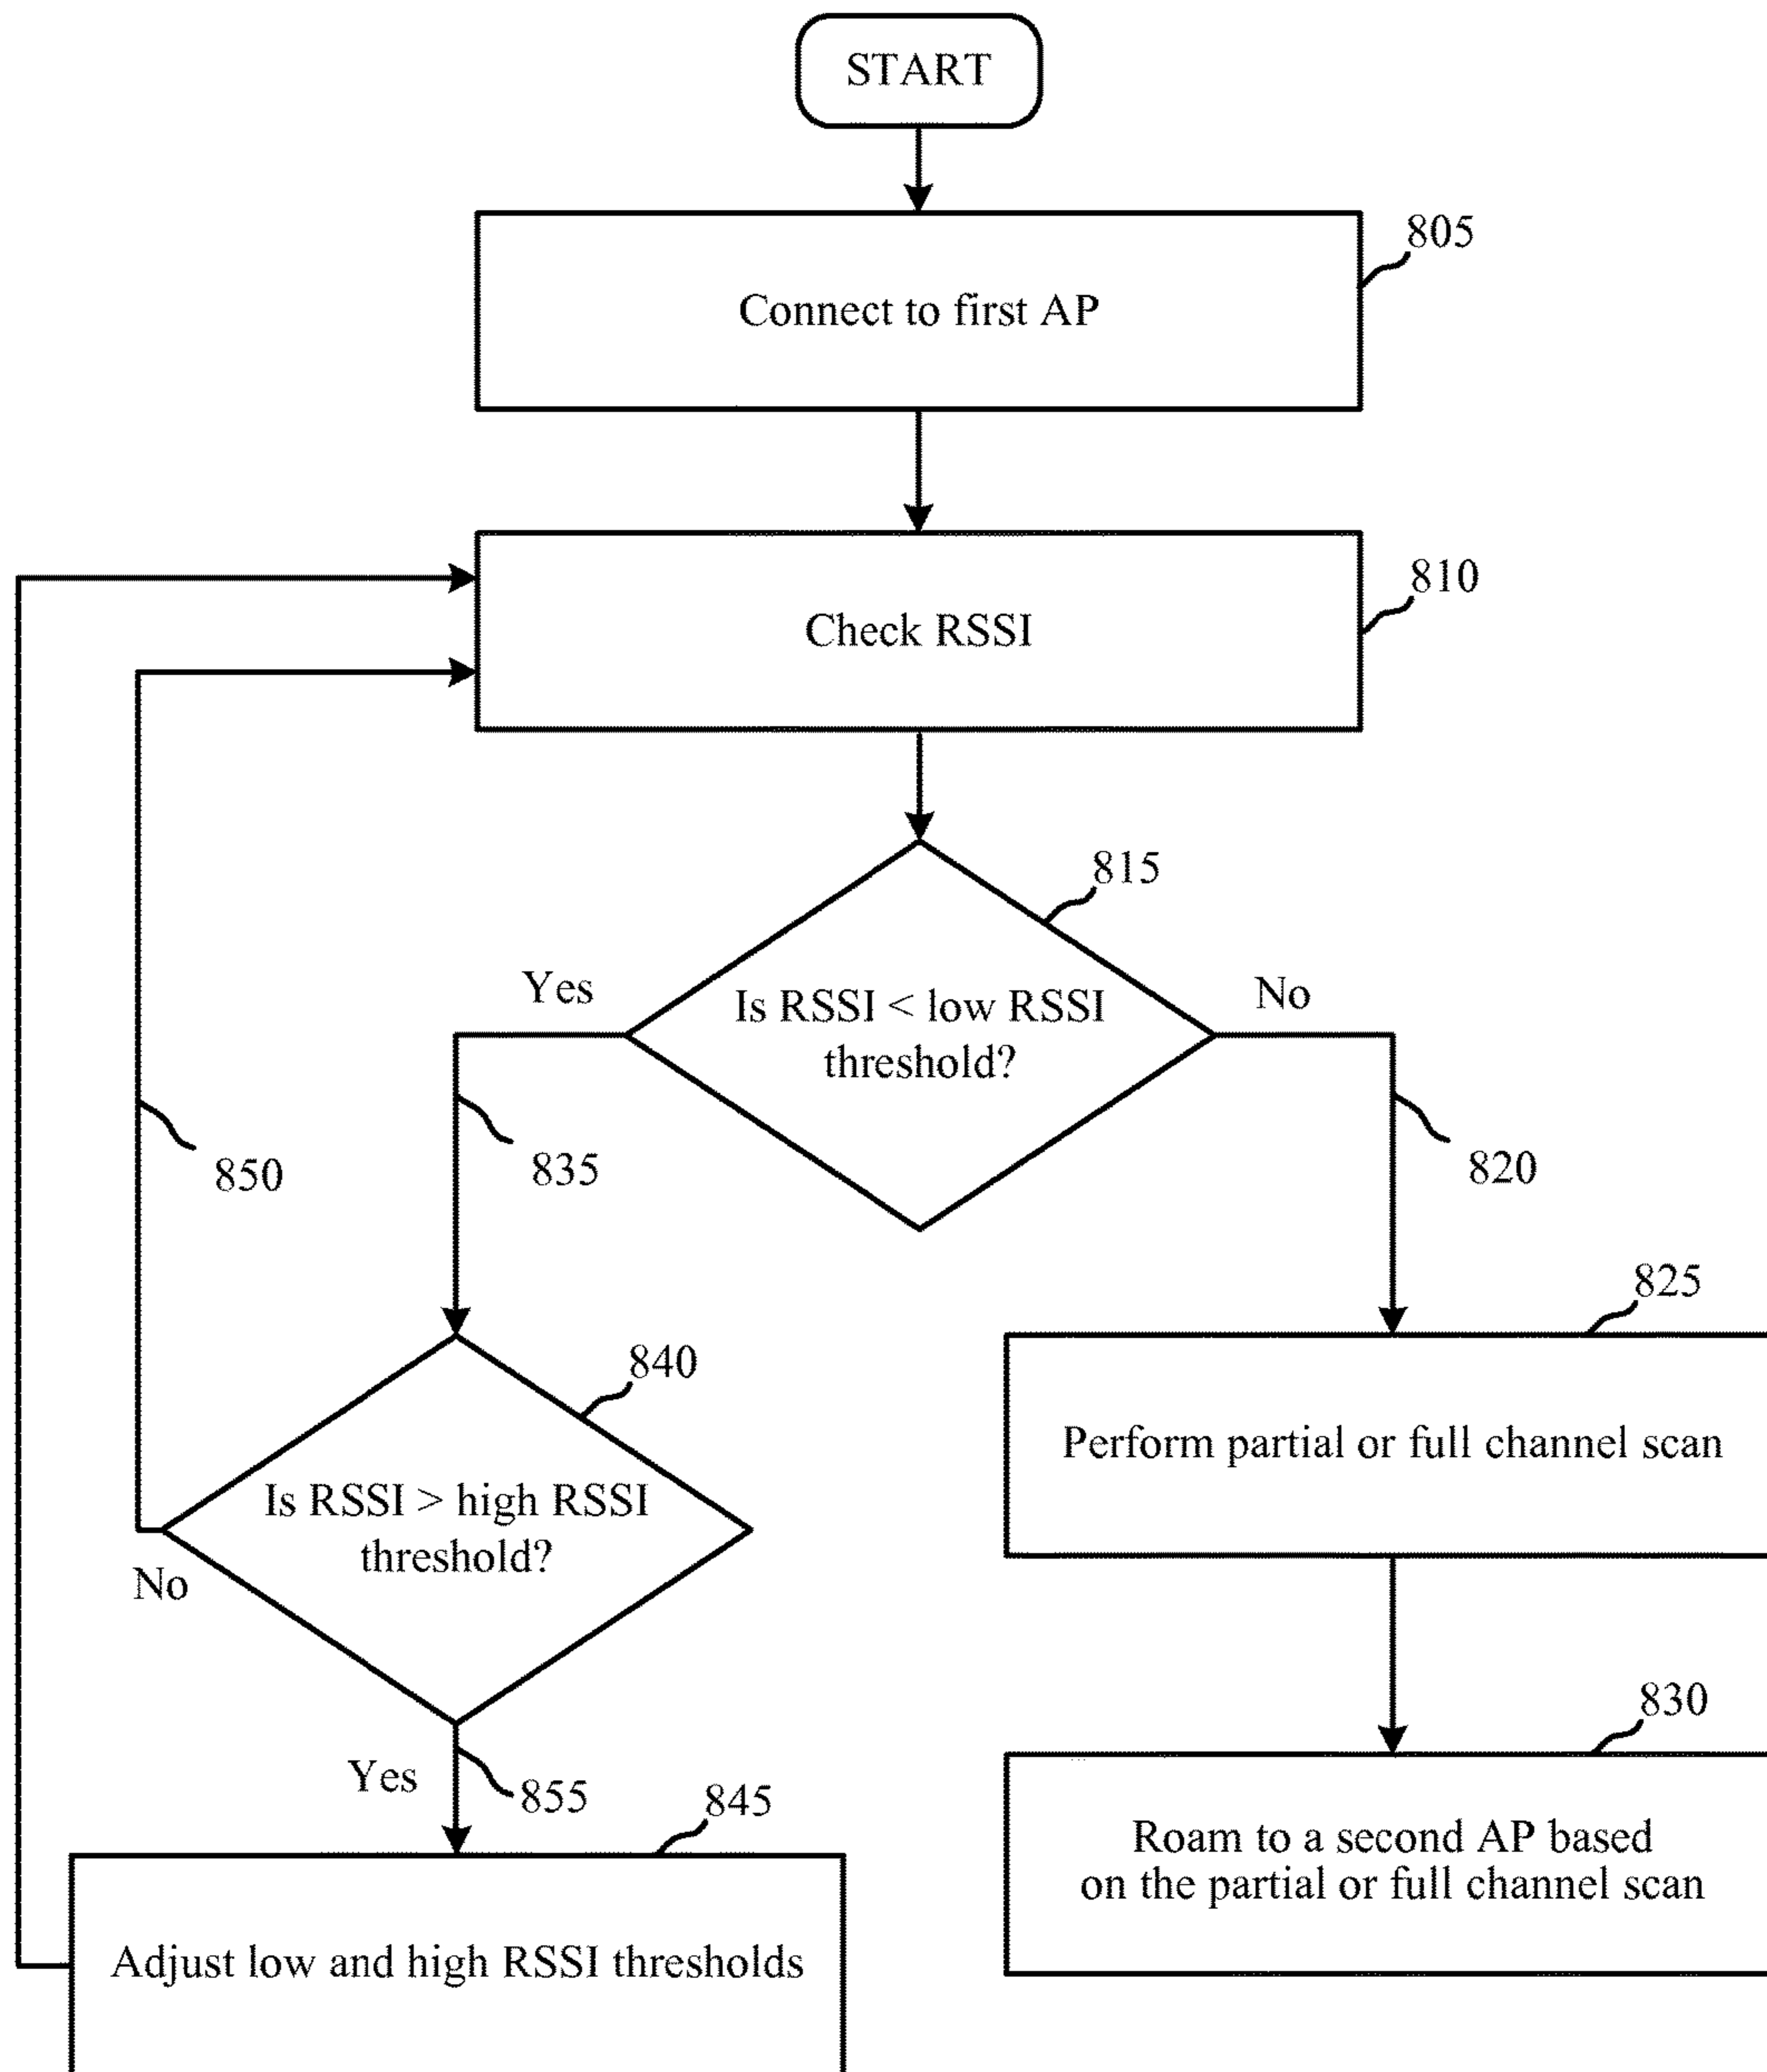 START
805
Connect to first AP
810
Check RSSI
815
Yes
Is RSSI < low RSSI
threshold?
No
850
835
820
825
840
Perform partial or full channel scan
Is RSSI > high RSSI
threshold?
No
830
Yes
855
845
Roam to a second AP based
on the partial or full channel scan
Adjust low and high RSSI thresholds